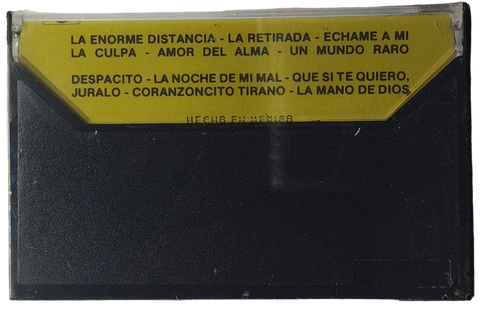 LA ENORME DISTANCIA - LA RETIRADA - ECHAME A MI
LA CULPA - AMOR DEL ALMA - UN MUNDO RARO
DESPACITO - LA NOCHE DE MI MAL - QUE SI TE QUIERO,
JURALO - CORANZONCITO TIRANO - LA MANO DE DIOS
HECHO EN MEXICO